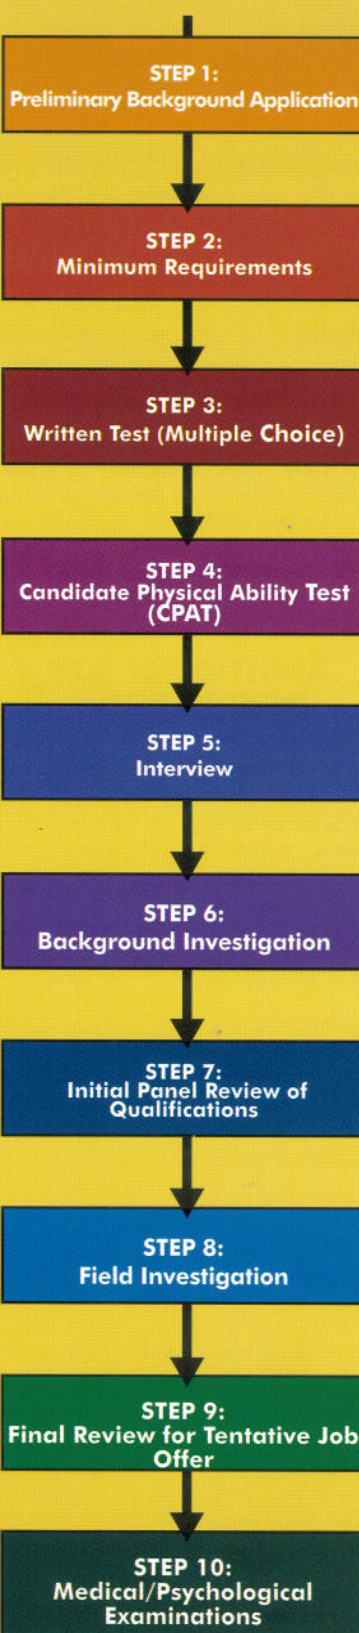 STEP 1:
Preliminary Background Application
STEP 2:
Minimum Requirements
STEP 3:
Written Test (Multiple Choice)
STEP 4:
Candidate Physical Ability Test
(CPAT)
STEP 5:
Interview
STEP 6:
Background Investigation
STEP 7:
Initial Panel Review of
Qualifications
STEP 8:
Field Investigation
STEP 9:
Final Review for Tentative Job
Offer
STEP 10:
Medical/Psychological
Examinations